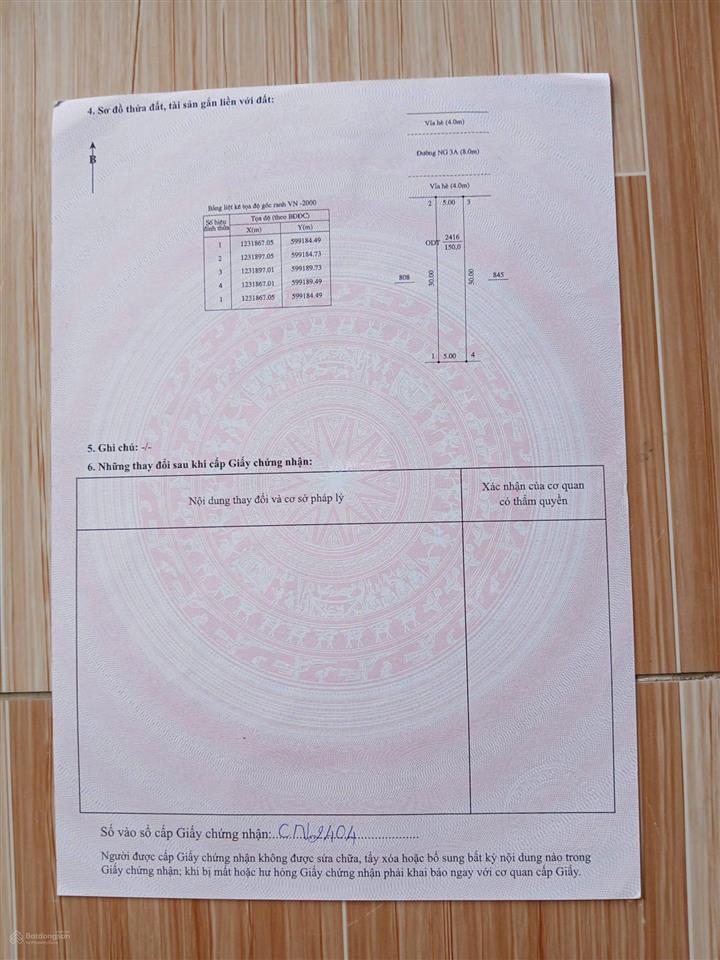 4. Sơ đồ thửa đất, tài sản gắn liền với đất:
B
Vỉa hè (4.0m)
Đường NG 3A (8.0m)
Vỉa hè (4.0m)
2 5.00 3
ODT 2416
150,0
808 30.00 30.00 845
1 5.00 4
Bảng liệt kê tọa độ góc ranh VN -2000
Số hiệu đỉnh thửa Tọa độ (theo BĐĐC)
X(m) Y(m)
1 1231867.05 599184.49
2 1231897.05 599184.73
3 1231897.01 599189.73
4 1231867.01 599189.49
1 1231867.05 599184.49
5. Ghi chú: -/-
6. Những thay đổi sau khi cấp Giấy chứng nhận:
Nội dung thay đổi và cơ sở pháp lý
Xác nhận của cơ quan
có thẩm quyền
Số vào sổ cấp Giấy chứng nhận:...CN 2404...................
Người được cấp Giấy chứng nhận không được sửa chữa, tẩy xóa hoặc bổ sung bất kỳ nội dung nào trong
Giấy chứng nhận; khi bị mất hoặc hư hỏng Giấy chứng nhận phải khai báo ngay với cơ quan cấp Giấy.
Batdongsan